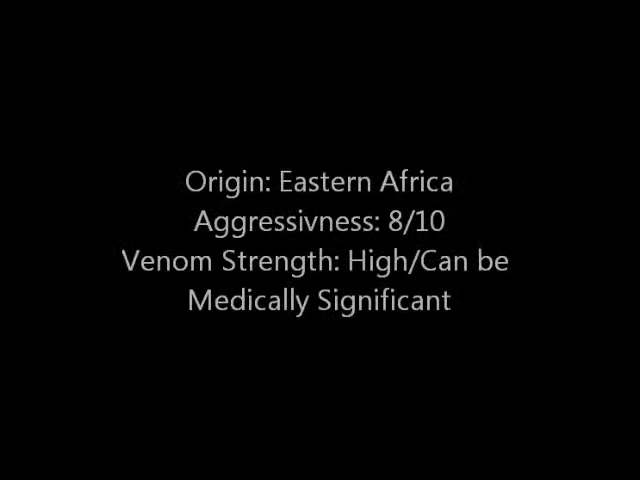 Origin: Eastern Africa
Aggressivness: 8/10
Venom Strength: High/Can be
Medically Significant